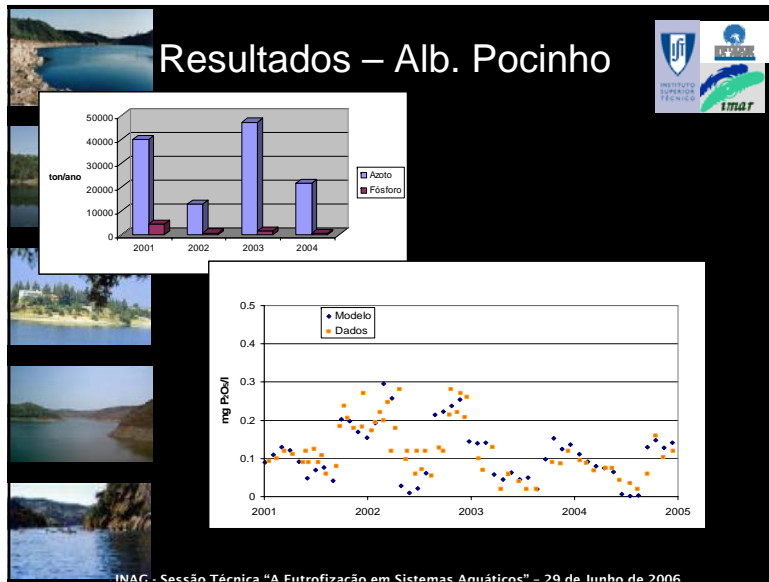 Resultados – Alb. Pocinho
INSTITUTO
SUPERIOR
TÉCNICO
imar
50000
40000
30000
20000
10000
0
ton/ano
2001 2002 2003 2004
Azoto
Fósforo
0.5
0.4
0.3
0.2
0.1
0
mg P2O5/l
Modelo
Dados
2001 2002 2003 2004 2005
INAG - Sessão Técnica "A Eutrofização em Sistemas Aquáticos" – 29 de Junho de 2006